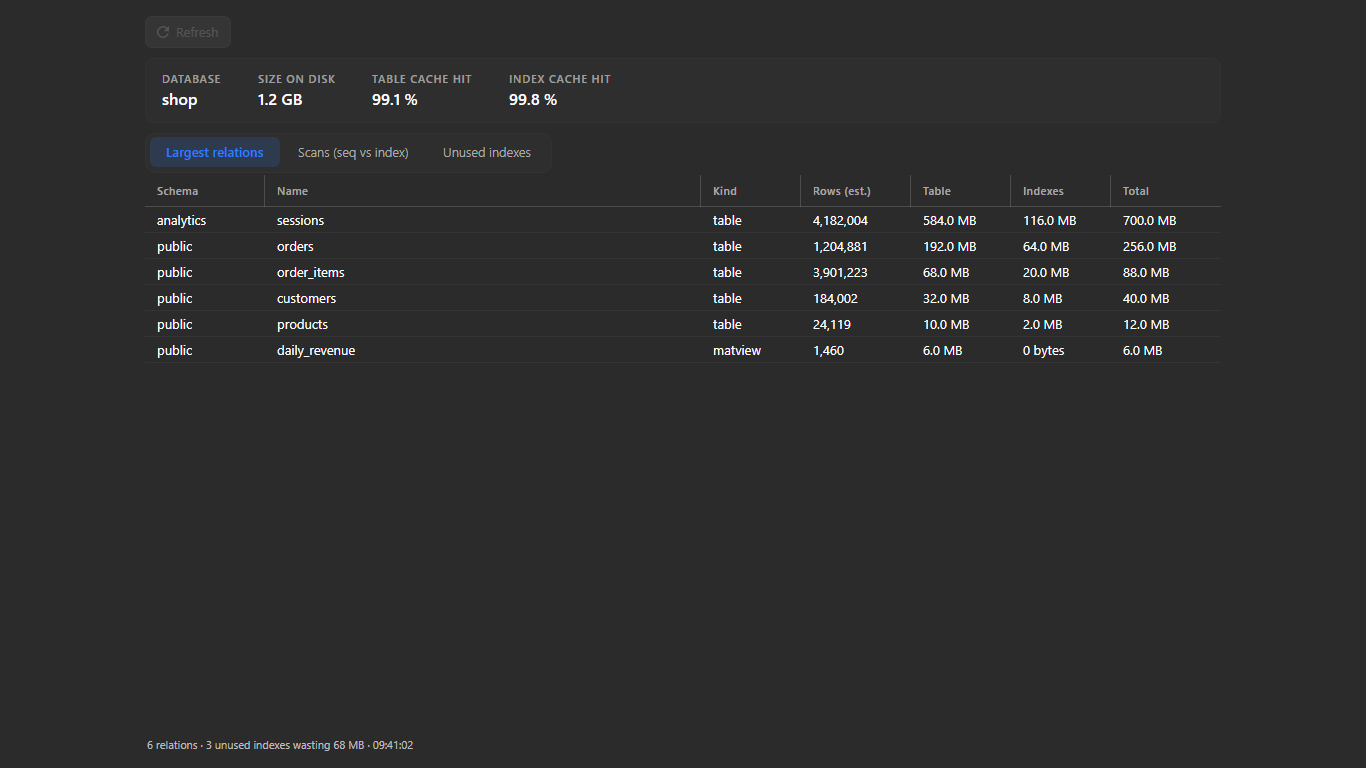 Refresh
DATABASE SIZE ON DISK TABLE CACHE HIT INDEX CACHE HIT
shop 1.2 GB 99.1 % 99.8 %
Largest relations Scans (seq vs index) Unused indexes
Schema Name Kind Rows (est.) Table Indexes Total
analytics sessions table 4,182,004 584.0 MB 116.0 MB 700.0 MB
public orders table 1,204,881 192.0 MB 64.0 MB 256.0 MB
public order_items table 3,901,223 68.0 MB 20.0 MB 88.0 MB
public customers table 184,002 32.0 MB 8.0 MB 40.0 MB
public products table 24,119 10.0 MB 2.0 MB 12.0 MB
public daily_revenue matview 1,460 6.0 MB 0 bytes 6.0 MB
6 relations · 3 unused indexes wasting 68 MB · 09:41:02